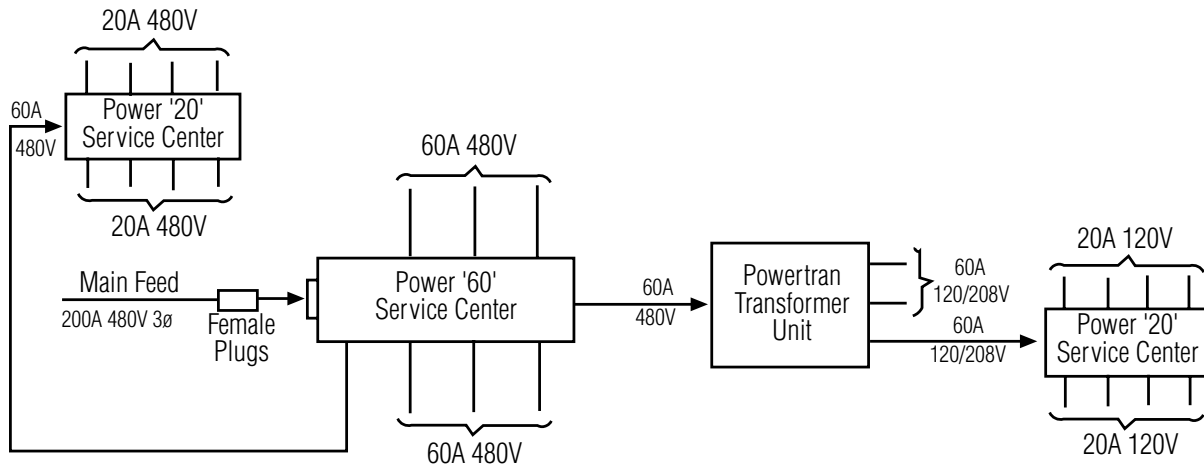 20A 480V
60A
480V
Power '20'
Service Center
20A 480V
Main Feed
200A 480V 3ø
Female
Plugs
60A 480V
Power '60'
Service Center
60A 480V
60A
480V
Powertran
Transformer
Unit
60A
120/208V
60A
120/208V
20A 120V
Power '20'
Service Center
20A 120V